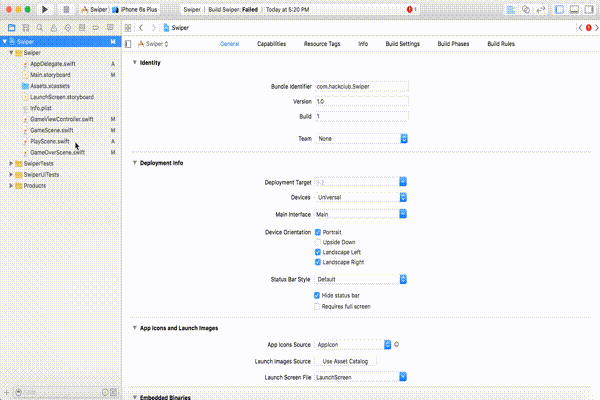 Swiper
iPhone 6s Plus
Swiper | Build Swiper: Failed | Today at 5:20 PM
1
Swiper
Swiper M
Swiper General Capabilities Resource Tags Info Build Settings Build Phases Build Rules
Swiper
AppDelegate.swift A
Main.storyboard M
Assets.xcassets
LaunchScreen.storyboard
Info.plist
GameViewController.swift M
GameScene.swift M
PlayScene.swift A
GameOverScene.swift M
SwiperTests
SwiperUITests
Products
Identity
Bundle Identifier com.hackclub.Swiper
Version 1.0
Build 1
Team None
Deployment Info
Deployment Target
Devices Universal
Main Interface Main
Device Orientation Portrait
Upside Down
Landscape Left
Landscape Right
Status Bar Style Default
Hide status bar
Requires full screen
App Icons and Launch Images
App Icons Source AppIcon
Launch Images Source Use Asset Catalog
Launch Screen File LaunchScreen
Embedded Binaries